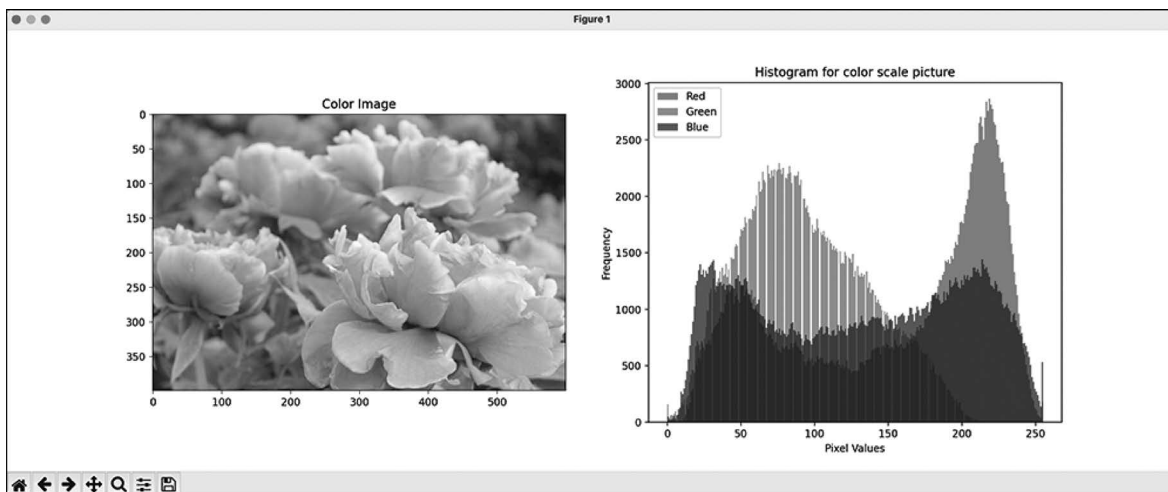 Figure 1
Color Image
0
50
100
150
200
250
300
350
0 100 200 300 400 500
Histogram for color scale picture
Red
Green
Blue
3000
2500
2000
1500
1000
500
0
Frequency
0 50 100 150 200 250
Pixel Values